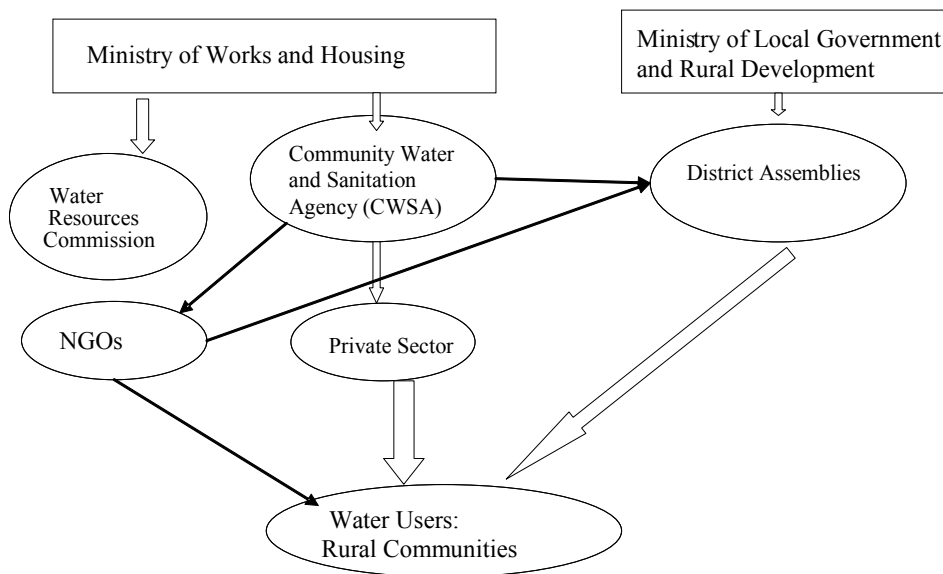 Ministry of Works and Housing
Ministry of Local Government
and Rural Development
Water
Resources
Commission
Community Water
and Sanitation
Agency (CWSA)
District Assemblies
NGOs
Private Sector
Water Users:
Rural Communities